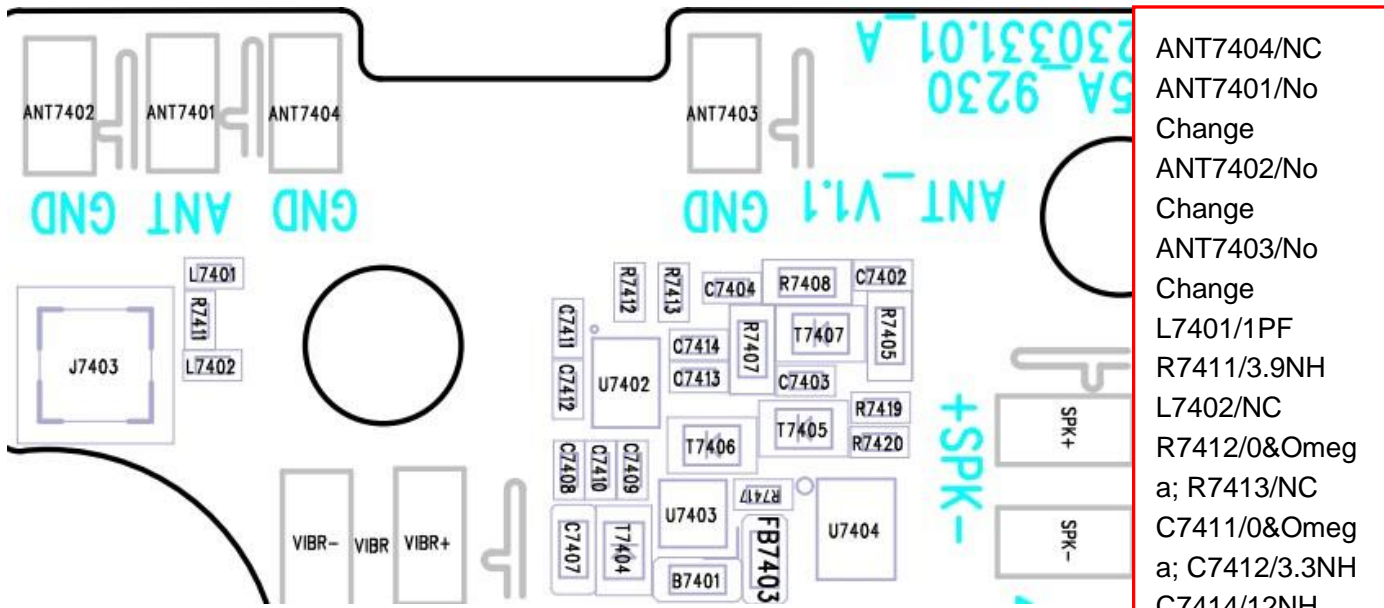 230331.01_A
5A_9230
ANT7402
ANT7401
ANT7404
ANT7403
GND
ANT
GND
GND
ANT_V1.1
L7401
R7411
L7402
J7403
R7412
R7413
C7404
R7408
C7402
C7411
C7412
U7402
C7414
C7413
R7407
T7407
R7405
C7403
T7406
T7405
R7419
R7420
+SPK-
SPK+
SPK-
C7408
C7410
C7409
U7403
R7417
U7404
VIBR-
VIBR
VIBR+
C7407
T7404
B7401
FB7403
ANT7404/NC
ANT7401/No
Change
ANT7402/No
Change
ANT7403/No
Change
L7401/1PF
R7411/3.9NH
L7402/NC
R7412/0&Omeg
a; R7413/NC
C7411/0&Omeg
a; C7412/3.3NH
C7414/12NH